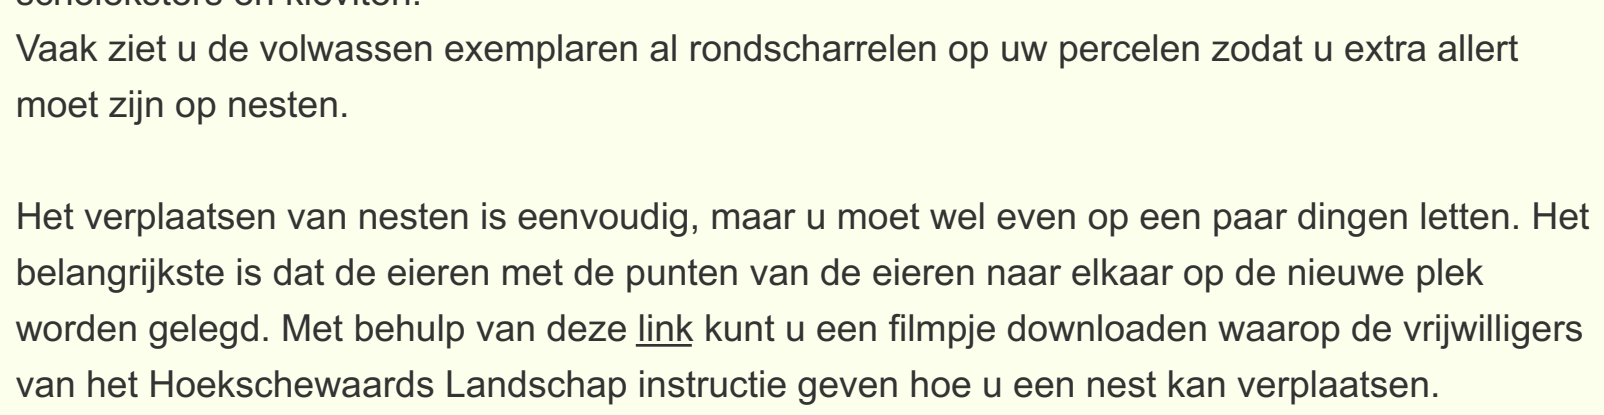 scholeksters en kieviten.
Vaak ziet u de volwassen exemplaren al rondscharrelen op uw percelen zodat u extra allert
moet zijn op nesten.
Het verplaatsen van nesten is eenvoudig, maar u moet wel even op een paar dingen letten. Het
belangrijkste is dat de eieren met de punten van de eieren naar elkaar op de nieuwe plek
worden gelegd. Met behulp van deze link kunt u een filmpje downloaden waarop de vrijwilligers
van het Hoekschewaards Landschap instructie geven hoe u een nest kan verplaatsen.